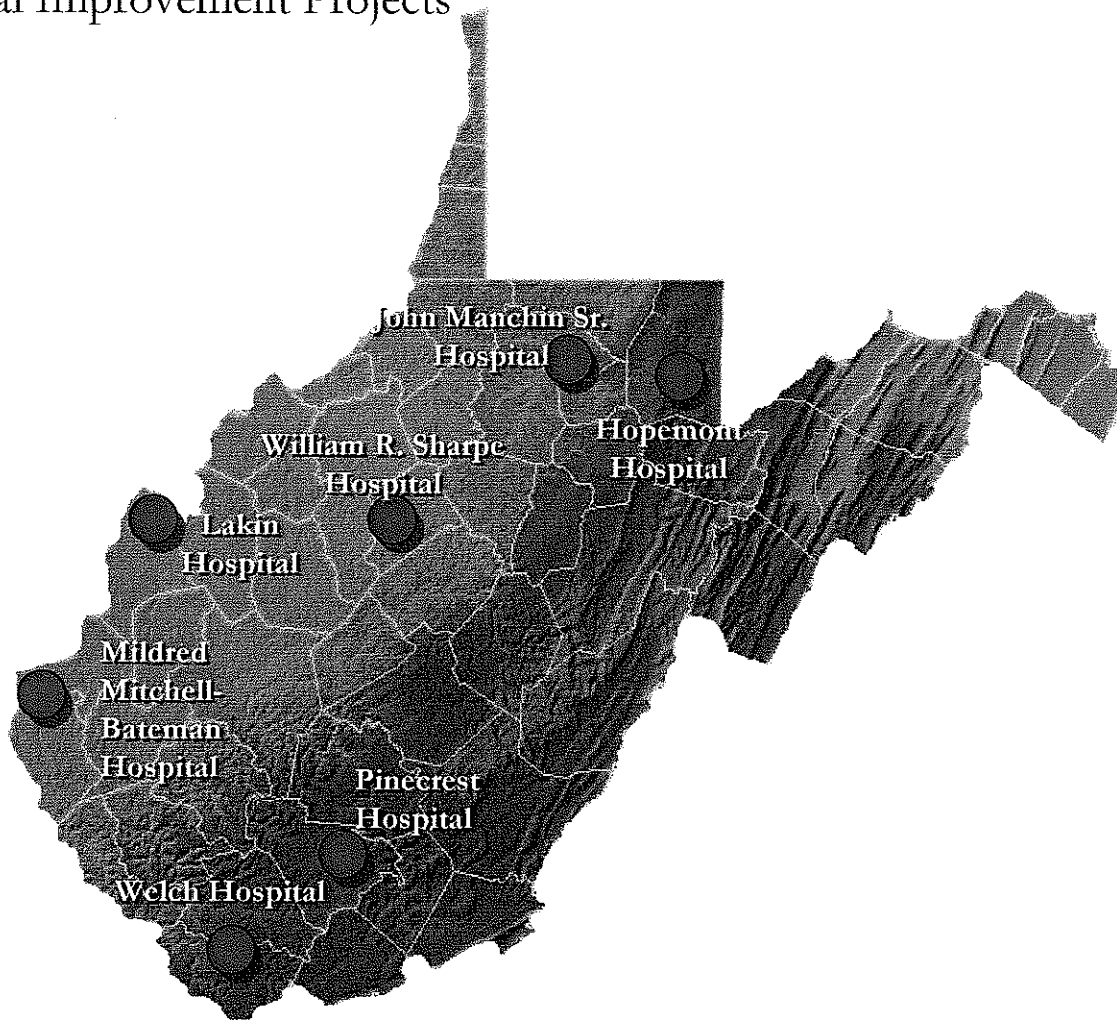 al Improvement Projects
John Manchin Sr.
Hospital
Hopemont
Hospital
William R. Sharpe
Hospital
Lakin
Hospital
Mildred
Mitchell-
Bateman
Hospital
Pinecrest
Hospital
Welch Hospital